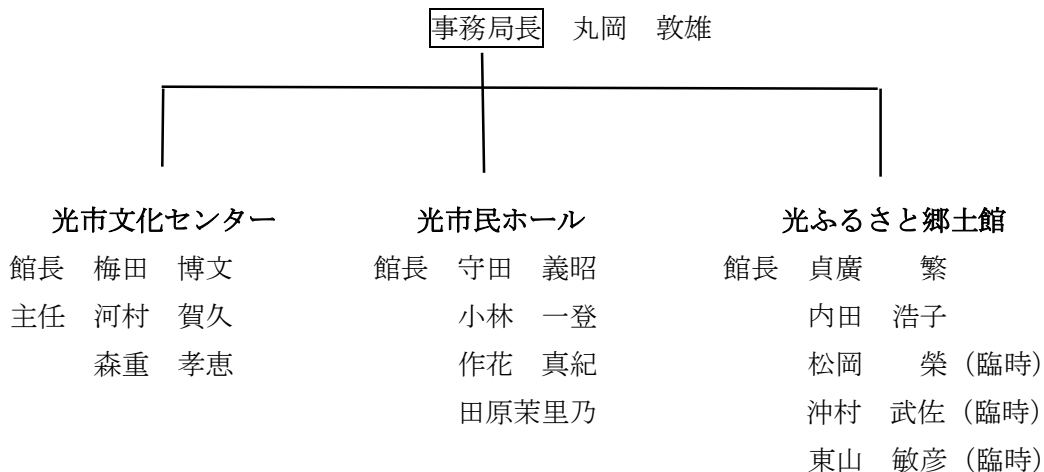 事務局長 丸岡 敦雄
光市文化センター
館長 梅田 博文
主任 河村 賀久
森重 孝恵
光市民ホール
館長 守田 義昭
小林 一登
作花 真紀
田原茉里乃
光ふるさと郷土館
館長 貞廣 繁
内田 浩子
松岡 榮（臨時）
沖村 武佐（臨時）
東山 敏彦（臨時）